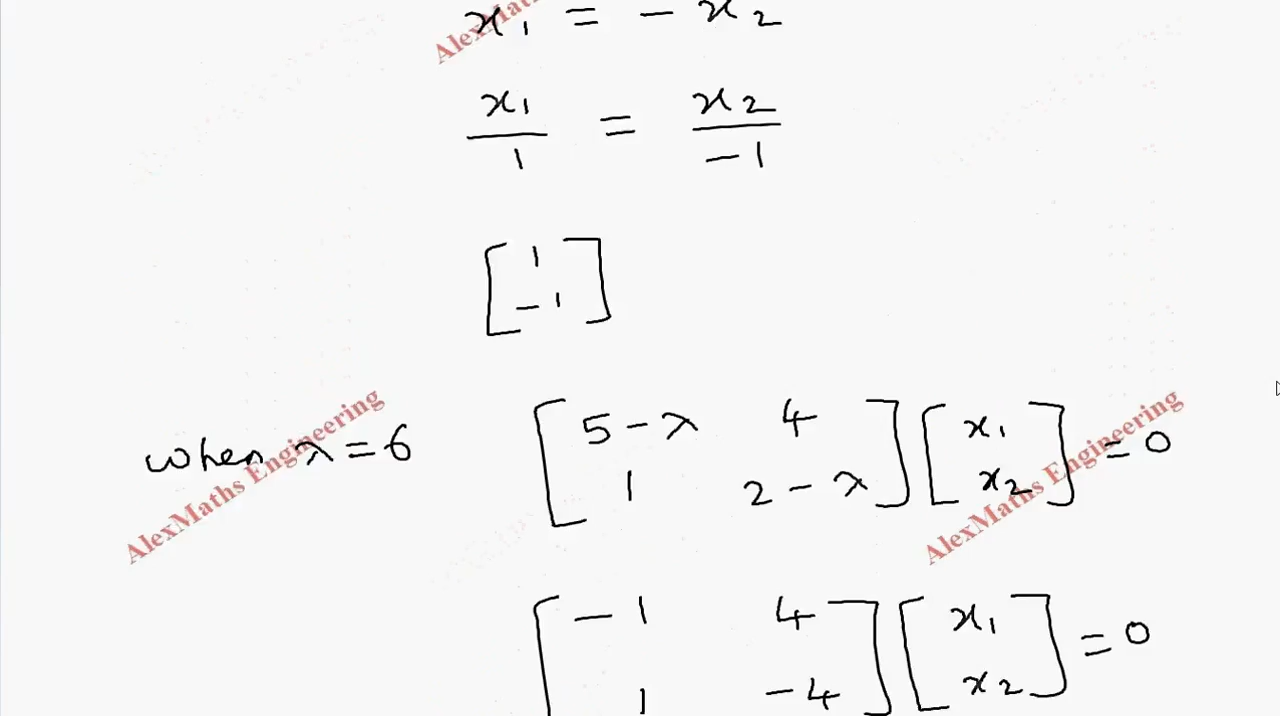 x₁ = - x₂
x₁/1 = x₂/-1
[1
-1]
when λ = 6 [5-λ 4
1 2-λ] [x₁
x₂] = 0
[-1 4
1 -4] [x₁
x₂] = 0
AlexMaths
AlexMaths Engineering
AlexMaths Engineering